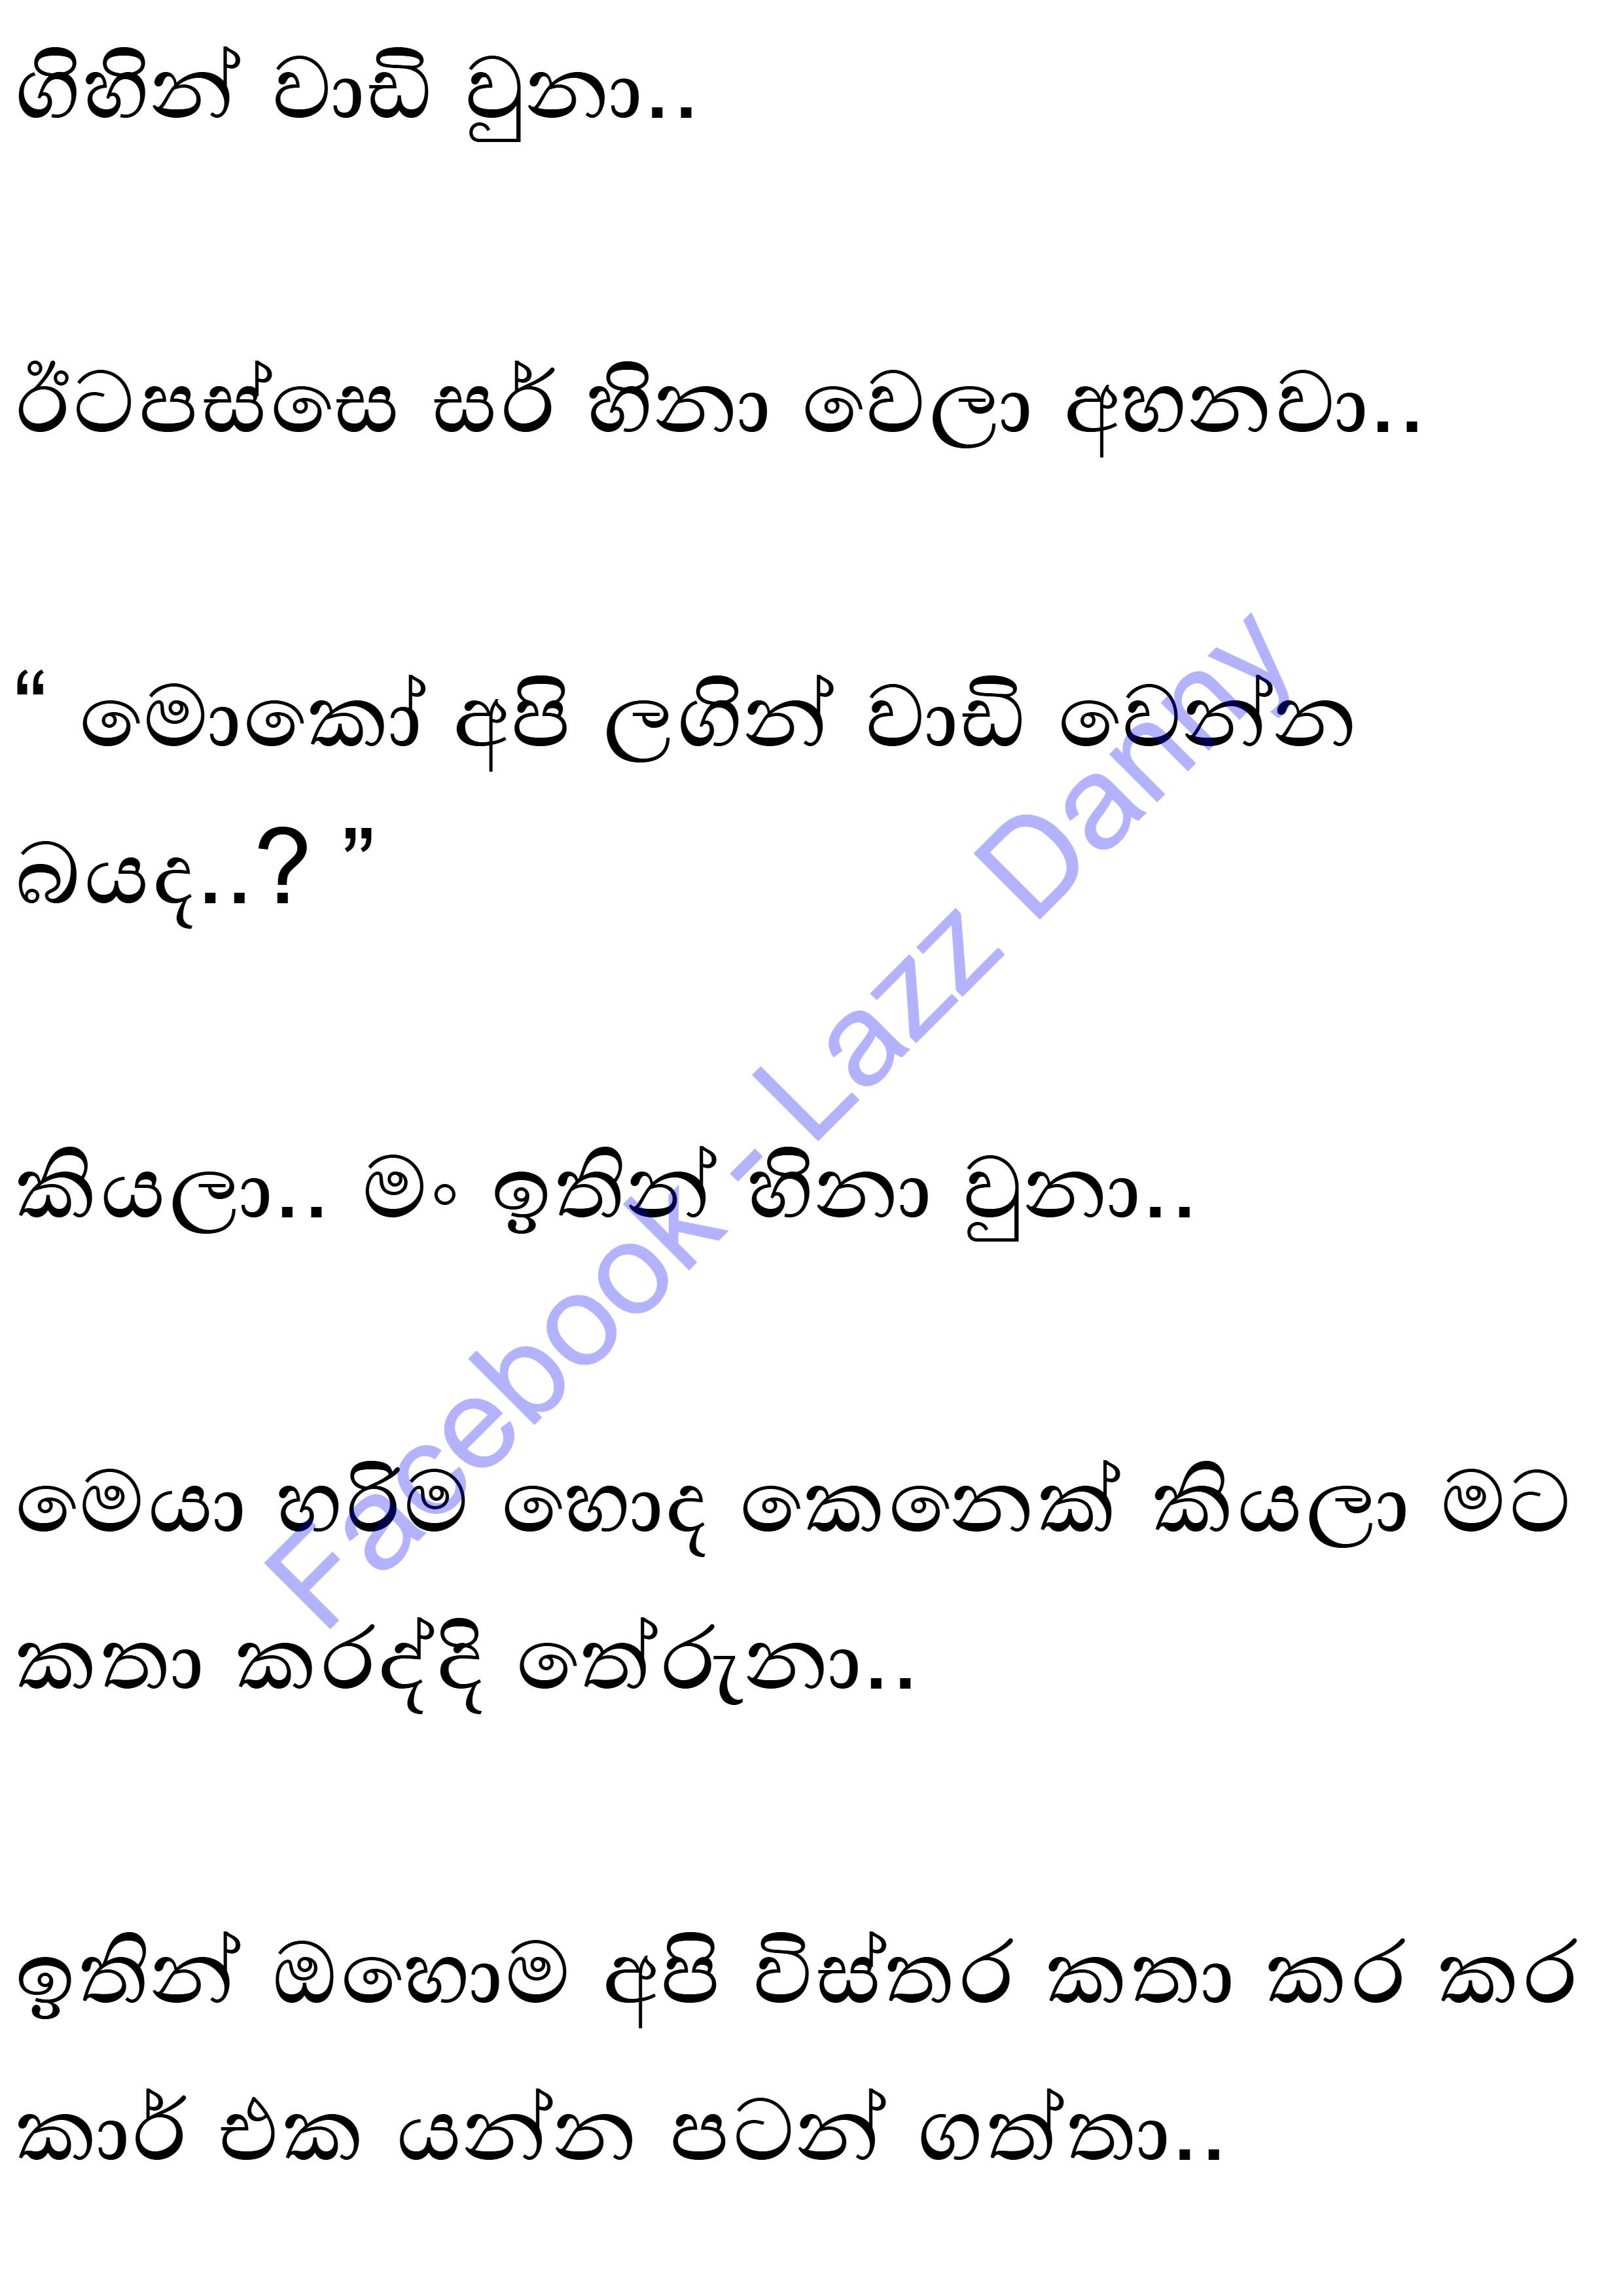 ගිහින් වාඩි වුනා..
ඊටපස්සෙ සර් හිනා වෙලා අහනවා..
“ මොකෝ අපි ලගින් වාඩි වෙන්න
බයද..? ”
කියලා.. මං ඉතින් හිනා වුනා..
මෙයා හරිම හොද කෙනෙක් කියලා මට
කතා කරද්දි තේරුනා..
ඉතින් ඔහොම අපි විස්තර කතා කර කර
කාර් එක යන්න පටන් ගත්තා..
Facebook - Lazz Danny